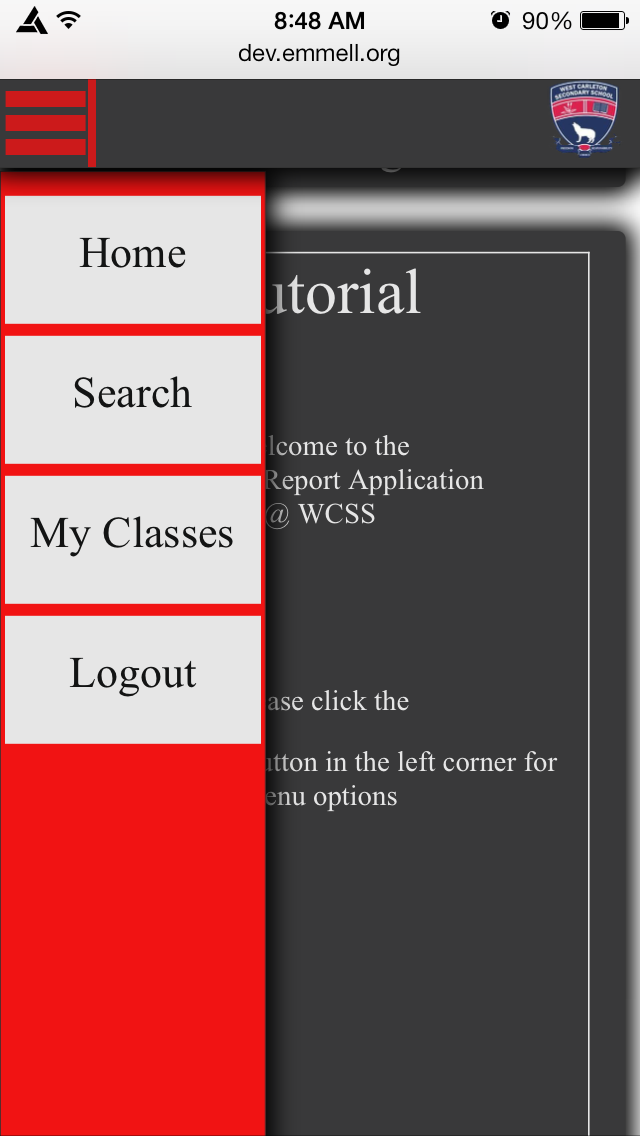 8:48 AM
90%
dev.emmell.org
WEST CARLETON
SECONDARY SCHOOL
Home
utorial
Search
lcome to the
Report Application
@ WCSS
My Classes
Logout
ase click the
utton in the left corner for
enu options